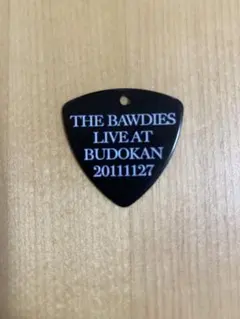 THE BAWDIES
LIVE AT
BUDOKAN
20111127